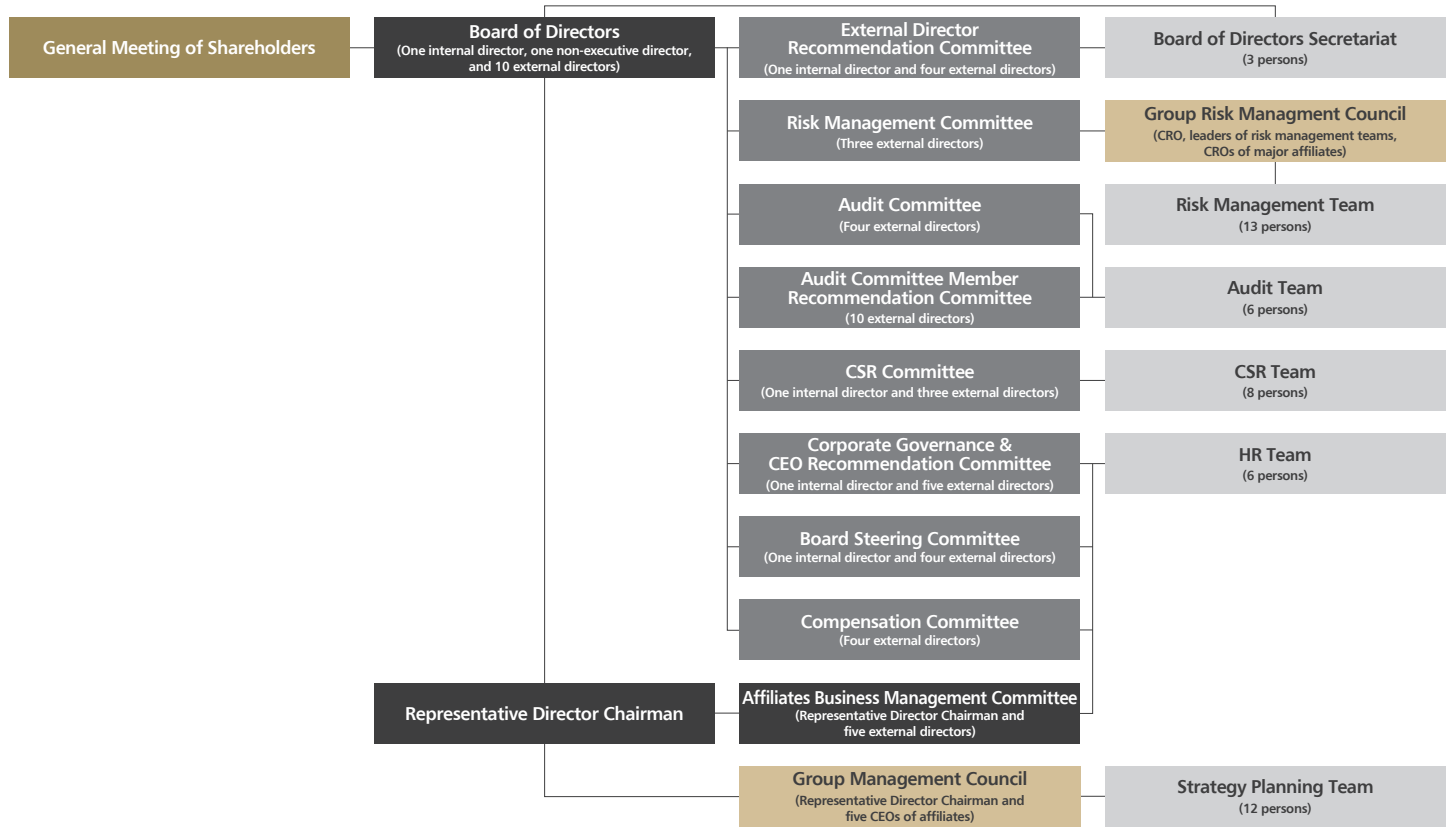 General Meeting of Shareholders
Board of Directors
(One internal director, one non-executive director,
and 10 external directors)
External Director
Recommendation Committee
(One internal director and four external directors)
Board of Directors Secretariat
(3 persons)
Risk Management Committee
(Three external directors)
Group Risk Managment Council
(CRO, leaders of risk management teams,
CROs of major affiliates)
Audit Committee
(Four external directors)
Risk Management Team
(13 persons)
Audit Committee Member
Recommendation Committee
(10 external directors)
Audit Team
(6 persons)
CSR Committee
(One internal director and three external directors)
CSR Team
(8 persons)
Corporate Governance &
CEO Recommendation Committee
(One internal director and five external directors)
HR Team
(6 persons)
Board Steering Committee
(One internal director and four external directors)
Compensation Committee
(Four external directors)
Representative Director Chairman
Affiliates Business Management Committee
(Representative Director Chairman and
five external directors)
Group Management Council
(Representative Director Chairman and
five CEOs of affiliates)
Strategy Planning Team
(12 persons)